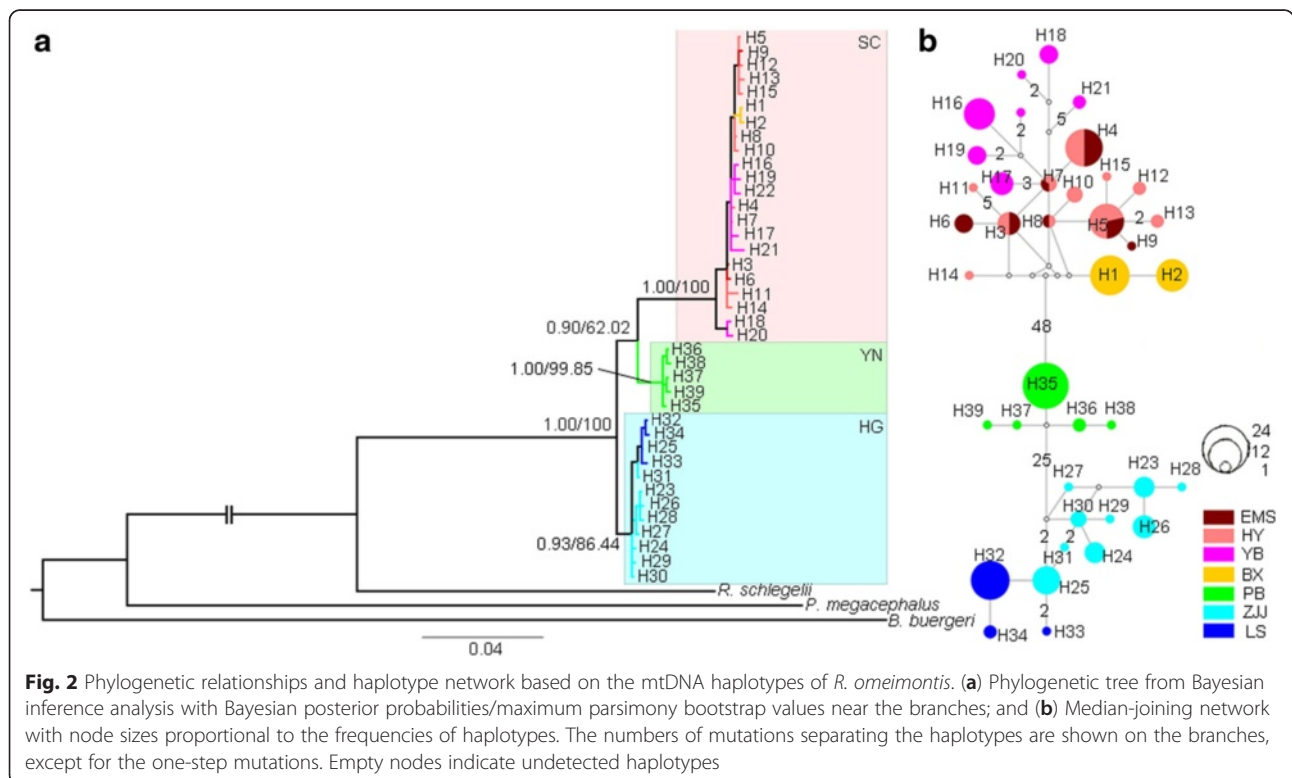 a
SC
H5
H9
H12
H13
H15
H1
H2
H8
H10
H16
H19
H22
H4
H7
H17
H21
H3
H6
H11
H14
H18
H20
1.00/100
0.90/62.02
YN
H36
H38
H37
H39
H35
1.00/99.85
HG
H32
H34
H25
H33
H31
H23
H26
H28
H27
H24
H29
H30
1.00/100
0.93/86.44
R. schlegelii
P. megacephalus
B. buergeri
0.04
b
H18
H20
2
H21
H16
5
2
H4
H19
2
H15
H7
H10
H12
H17
3
H11
5
H6
H3
H8
H5
2
H13
H9
H14
H1
H2
48
H35
H39
H37
H36
H38
24
12
1
25
H27
H23
H28
H30
H29
H26
2
2
H31
H24
H32
H25
2
H34
H33
EMS
HY
YB
BX
PB
ZJJ
LS
Fig. 2 Phylogenetic relationships and haplotype network based on the mtDNA haplotypes of R. omeimontis. (a) Phylogenetic tree from Bayesian
inference analysis with Bayesian posterior probabilities/maximum parsimony bootstrap values near the branches; and (b) Median-joining network
with node sizes proportional to the frequencies of haplotypes. The numbers of mutations separating the haplotypes are shown on the branches,
except for the one-step mutations. Empty nodes indicate undetected haplotypes